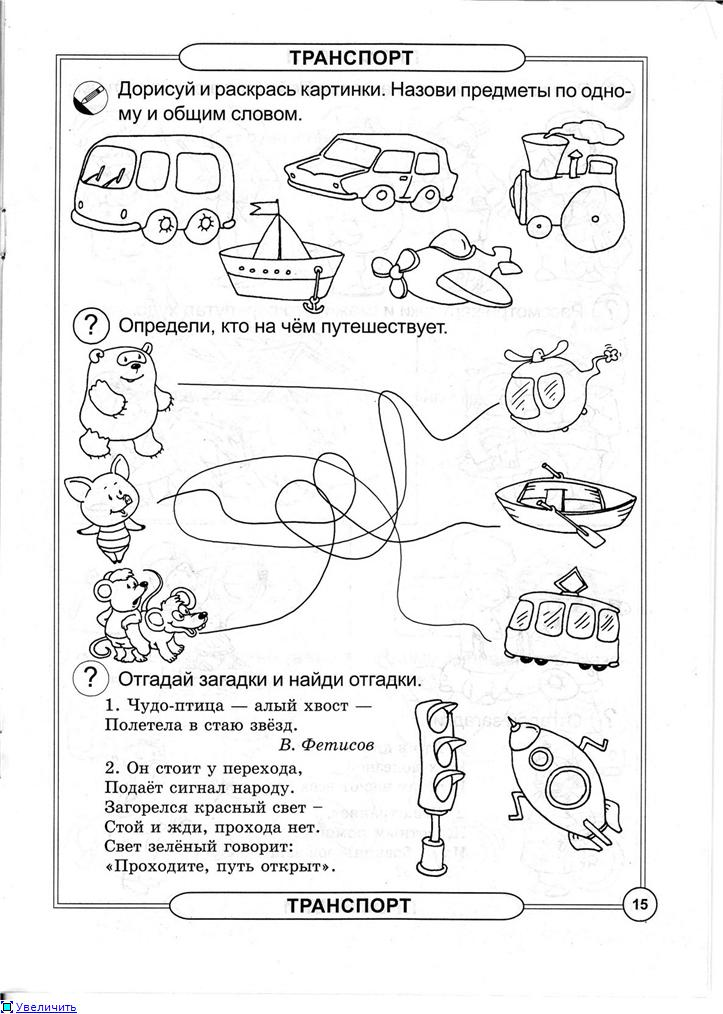 ТРАНСПОРТ
Дорисуй и раскрась картинки. Назови предметы по одно-
му и общим словом.
? Определи, кто на чём путешествует.
? Отгадай загадки и найди отгадки.
1. Чудо-птица — алый хвост —
Полетела в стаю звёзд.
В. Фетисов
2. Он стоит у перехода,
Подаёт сигнал народу.
Загорелся красный свет –
Стой и жди, прохода нет.
Свет зелёный говорит:
«Проходите, путь открыт».
ТРАНСПОРТ
15
Увеличить